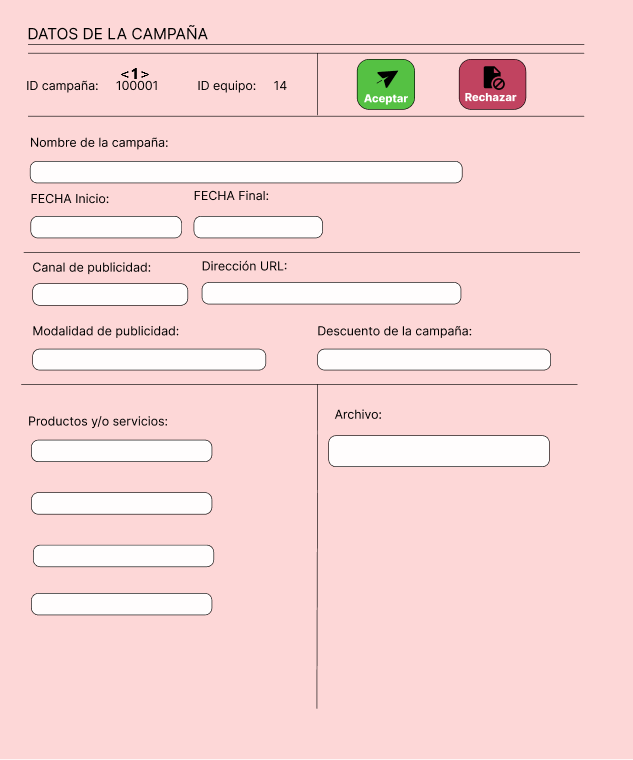 DATOS DE LA CAMPAÑA
<1>
ID campaña: 100001 ID equipo: 14
Aceptar Rechazar
Nombre de la campaña:
FECHA Inicio: FECHA Final:
Canal de publicidad: Dirección URL:
Modalidad de publicidad: Descuento de la campaña:
Productos y/o servicios: Archivo: